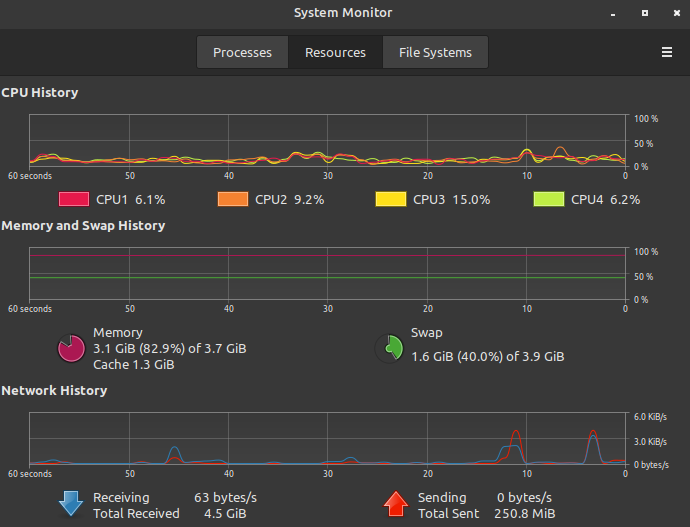 System Monitor
Processes Resources File Systems
CPU History
100 %
50 %
0 %
60 seconds 50 40 30 20 10 0
CPU1 6.1% CPU2 9.2% CPU3 15.0% CPU4 6.2%
Memory and Swap History
100 %
50 %
0 %
60 seconds 50 40 30 20 10 0
Memory
3.1 GiB (82.9%) of 3.7 GiB
Cache 1.3 GiB
Swap
1.6 GiB (40.0%) of 3.9 GiB
Network History
6.0 KiB/s
3.0 KiB/s
0 bytes/s
60 seconds 50 40 30 20 10 0
Receiving 63 bytes/s
Total Received 4.5 GiB
Sending 0 bytes/s
Total Sent 250.8 MiB